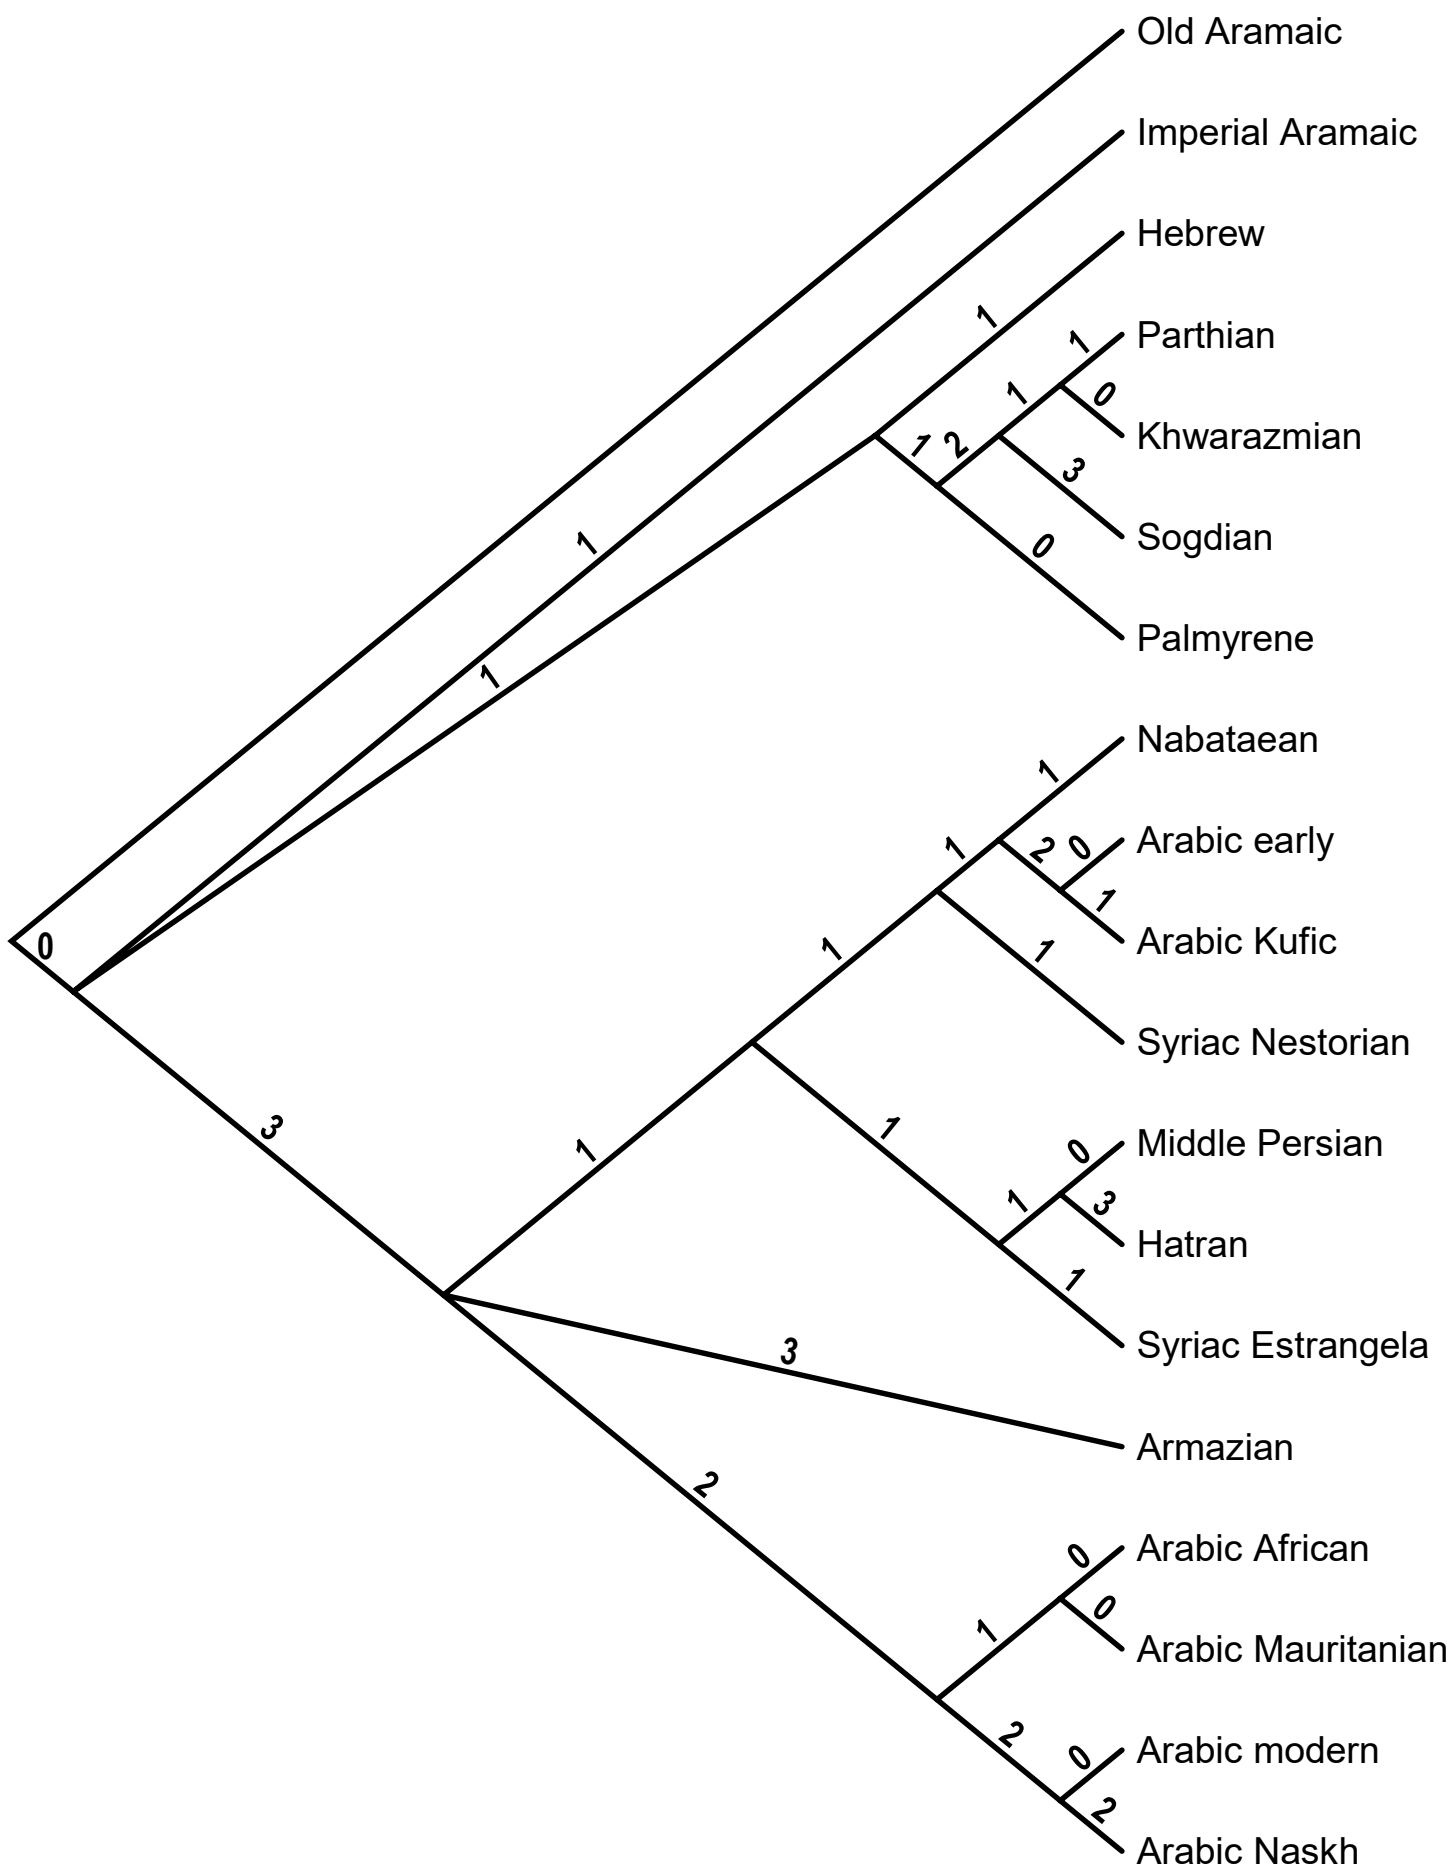 Old Aramaic
Imperial Aramaic
Hebrew
1
Parthian
1
1
0
Khwarazmian
1
2
3
Sogdian
1
0
Palmyrene
1
Nabataean
1
Arabic early
1
2
0
1
Arabic Kufic
0
1
1
Syriac Nestorian
3
1
1
0
Middle Persian
1
3
Hatran
1
Syriac Estrangela
3
Armazian
2
0
Arabic African
1
0
Arabic Mauritanian
2
0
Arabic modern
2
Arabic Naskh